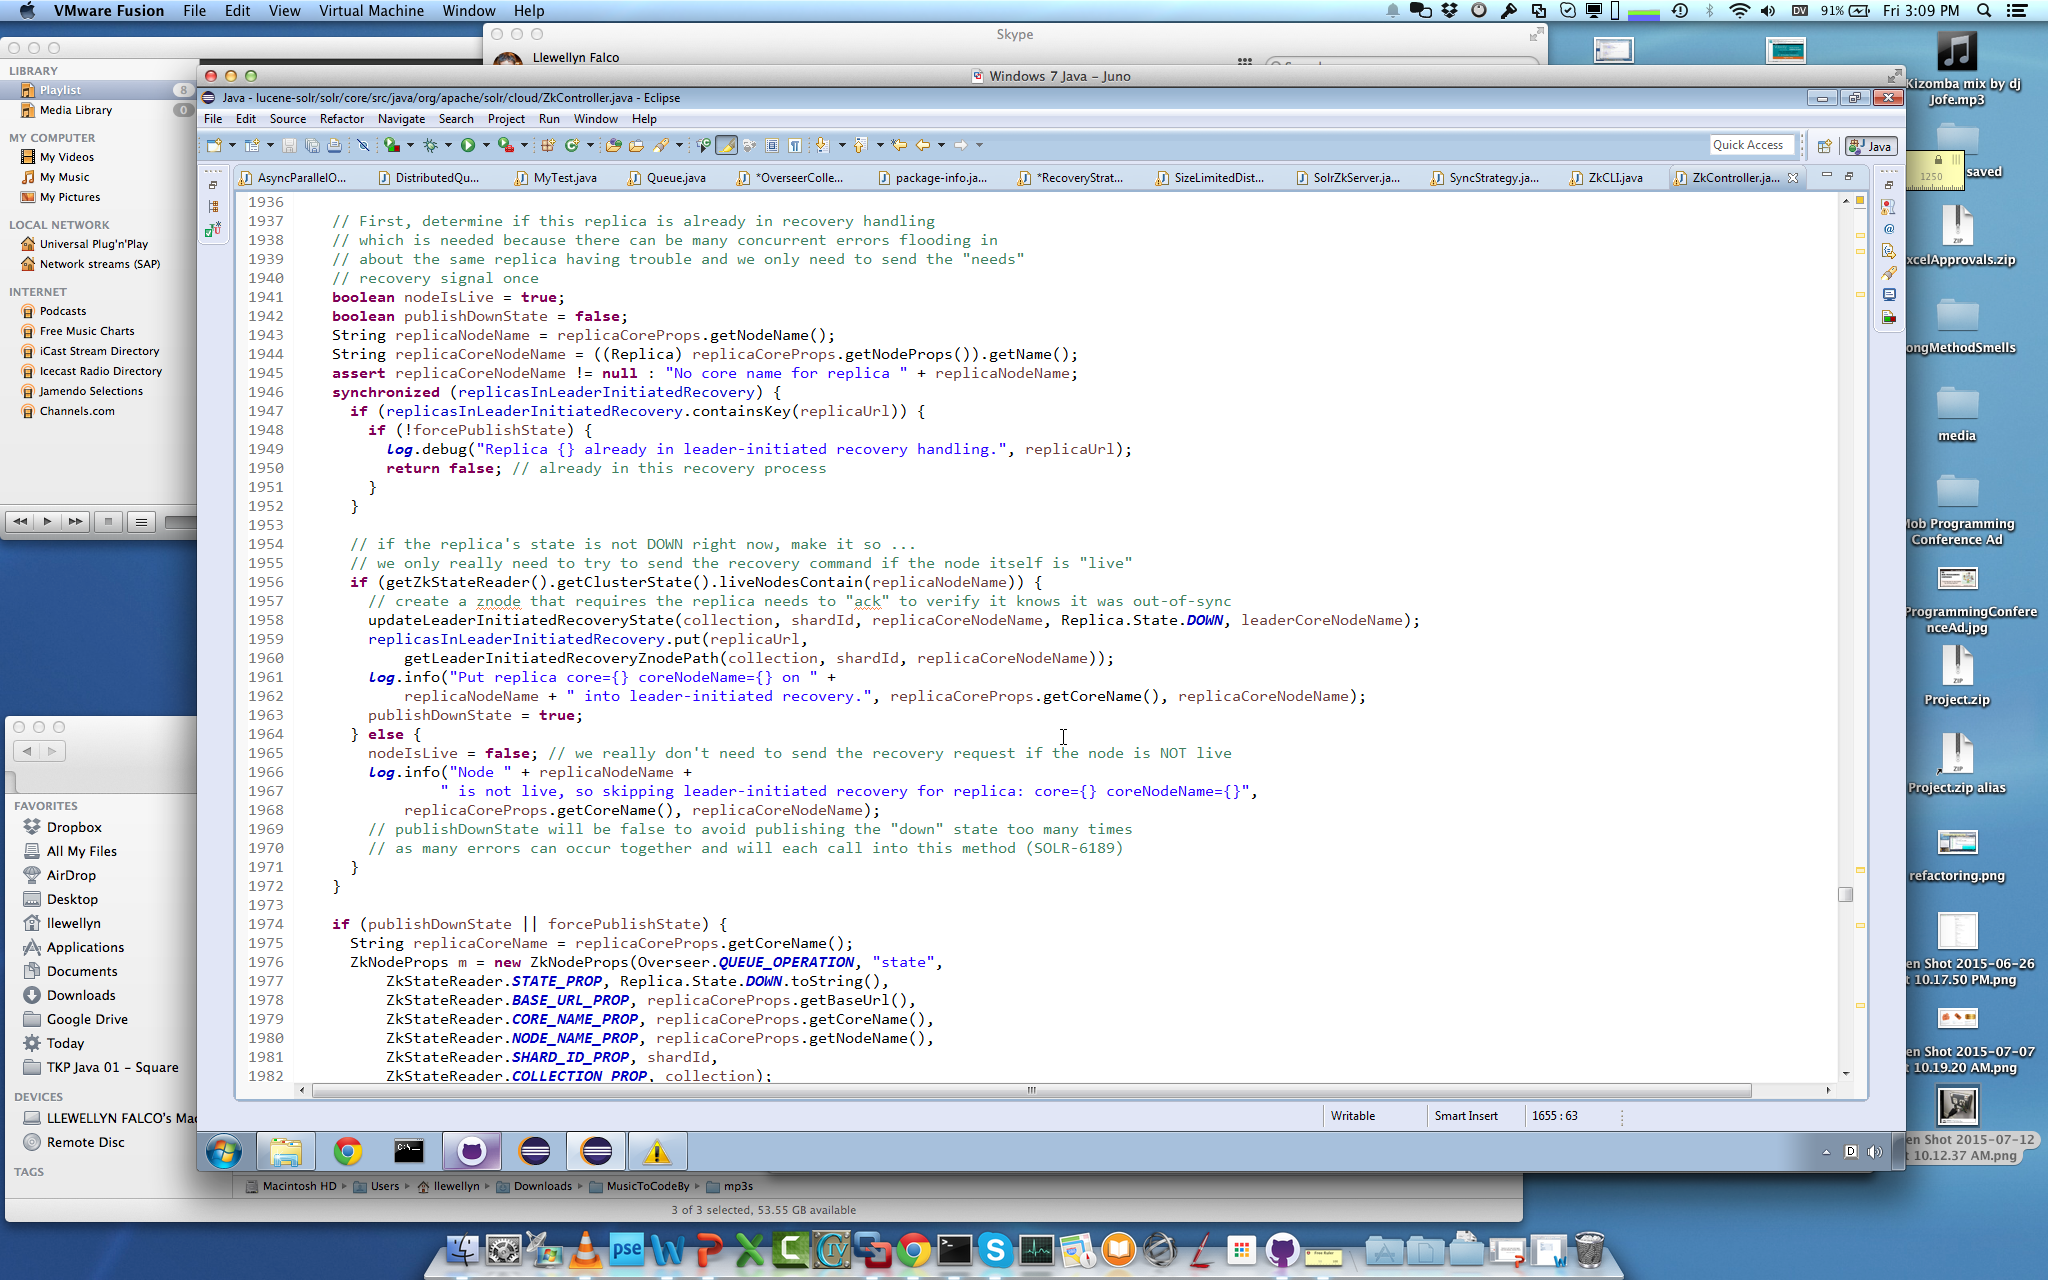 VMware Fusion File Edit View Virtual Machine Window Help
DV 91% Fri 3:09 PM
Skype
Llewellyn Falco
LIBRARY
Playlist 8
Media Library 0
MY COMPUTER
My Videos
My Music
My Pictures
LOCAL NETWORK
Universal Plug'n'Play
Network streams (SAP)
INTERNET
Podcasts
Free Music Charts
iCast Stream Directory
Icecast Radio Directory
Jamendo Selections
Channels.com
Windows 7 Java – Juno
Java - lucene-solr/solr/core/src/java/org/apache/solr/cloud/ZkController.java - Eclipse
File Edit Source Refactor Navigate Search Project Run Window Help
Quick Access Java
AsyncParallelO... DistributedQu... MyTest.java Queue.java *OverseerColle... package-info.ja... *RecoveryStrat... SizeLimitedDist... SolrZkServer.ja... SyncStrategy.ja... ZkCLI.java ZkController.ja...
1936
1937 // First, determine if this replica is already in recovery handling
1938 // which is needed because there can be many concurrent errors flooding in
1939 // about the same replica having trouble and we only need to send the "needs"
1940 // recovery signal once
1941 boolean nodeIsLive = true;
1942 boolean publishDownState = false;
1943 String replicaNodeName = replicaCoreProps.getNodeName();
1944 String replicaCoreNodeName = ((Replica) replicaCoreProps.getNodeProps()).getName();
1945 assert replicaCoreNodeName != null : "No core name for replica " + replicaNodeName;
1946 synchronized (replicasInLeaderInitiatedRecovery) {
1947 if (replicasInLeaderInitiatedRecovery.containsKey(replicaUrl)) {
1948 if (!forcePublishState) {
1949 log.debug("Replica {} already in leader-initiated recovery handling.", replicaUrl);
1950 return false; // already in this recovery process
1951 }
1952 }
1953
1954 // if the replica's state is not DOWN right now, make it so ...
1955 // we only really need to try to send the recovery command if the node itself is "live"
1956 if (getZkStateReader().getClusterState().liveNodesContain(replicaNodeName)) {
1957 // create a znode that requires the replica needs to "ack" to verify it knows it was out-of-sync
1958 updateLeaderInitiatedRecoveryState(collection, shardId, replicaCoreNodeName, Replica.State.DOWN, leaderCoreNodeName);
1959 replicasInLeaderInitiatedRecovery.put(replicaUrl,
1960 getLeaderInitiatedRecoveryZnodePath(collection, shardId, replicaCoreNodeName));
1961 log.info("Put replica core={} coreNodeName={} on " +
1962 replicaNodeName + " into leader-initiated recovery.", replicaCoreProps.getCoreName(), replicaCoreNodeName);
1963 publishDownState = true;
1964 } else {
1965 nodeIsLive = false; // we really don't need to send the recovery request if the node is NOT live
1966 log.info("Node " + replicaNodeName +
1967 " is not live, so skipping leader-initiated recovery for replica: core={} coreNodeName={}",
1968 replicaCoreProps.getCoreName(), replicaCoreNodeName);
1969 // publishDownState will be false to avoid publishing the "down" state too many times
1970 // as many errors can occur together and will each call into this method (SOLR-6189)
1971 }
1972 }
1973
1974 if (publishDownState || forcePublishState) {
1975 String replicaCoreName = replicaCoreProps.getCoreName();
1976 ZkNodeProps m = new ZkNodeProps(Overseer.QUEUE_OPERATION, "state",
1977 ZkStateReader.STATE_PROP, Replica.State.DOWN.toString(),
1978 ZkStateReader.BASE_URL_PROP, replicaCoreProps.getBaseUrl(),
1979 ZkStateReader.CORE_NAME_PROP, replicaCoreProps.getCoreName(),
1980 ZkStateReader.NODE_NAME_PROP, replicaCoreProps.getNodeName(),
1981 ZkStateReader.SHARD_ID_PROP, shardId,
1982 ZkStateReader.COLLECTION_PROP, collection);
Writable Smart Insert 1655 : 63
D
FAVORITES
Dropbox
All My Files
AirDrop
Desktop
llewellyn
Applications
Documents
Downloads
Google Drive
Today
TKP Java 01 – Square
DEVICES
LLEWELLYN FALCO's Mac
Remote Disc
TAGS
Macintosh HD Users llewellyn Downloads MusicToCodeBy mp3s
3 of 3 selected, 53.55 GB available
Kizomba mix by dj
Jofe.mp3
saved
1250
ZIP
xcelApprovals.zip
ongMethodSmells
media
Mob Programming
Conference Ad
ProgrammingConfere
nceAd.jpg
ZIP
Project.zip
ZIP
Project.zip alias
refactoring.png
en Shot 2015-06-26
t 10.17.50 PM.png
en Shot 2015-07-07
t 10.19.20 AM.png
en Shot 2015-07-12
t 10.12.37 AM.png
pse